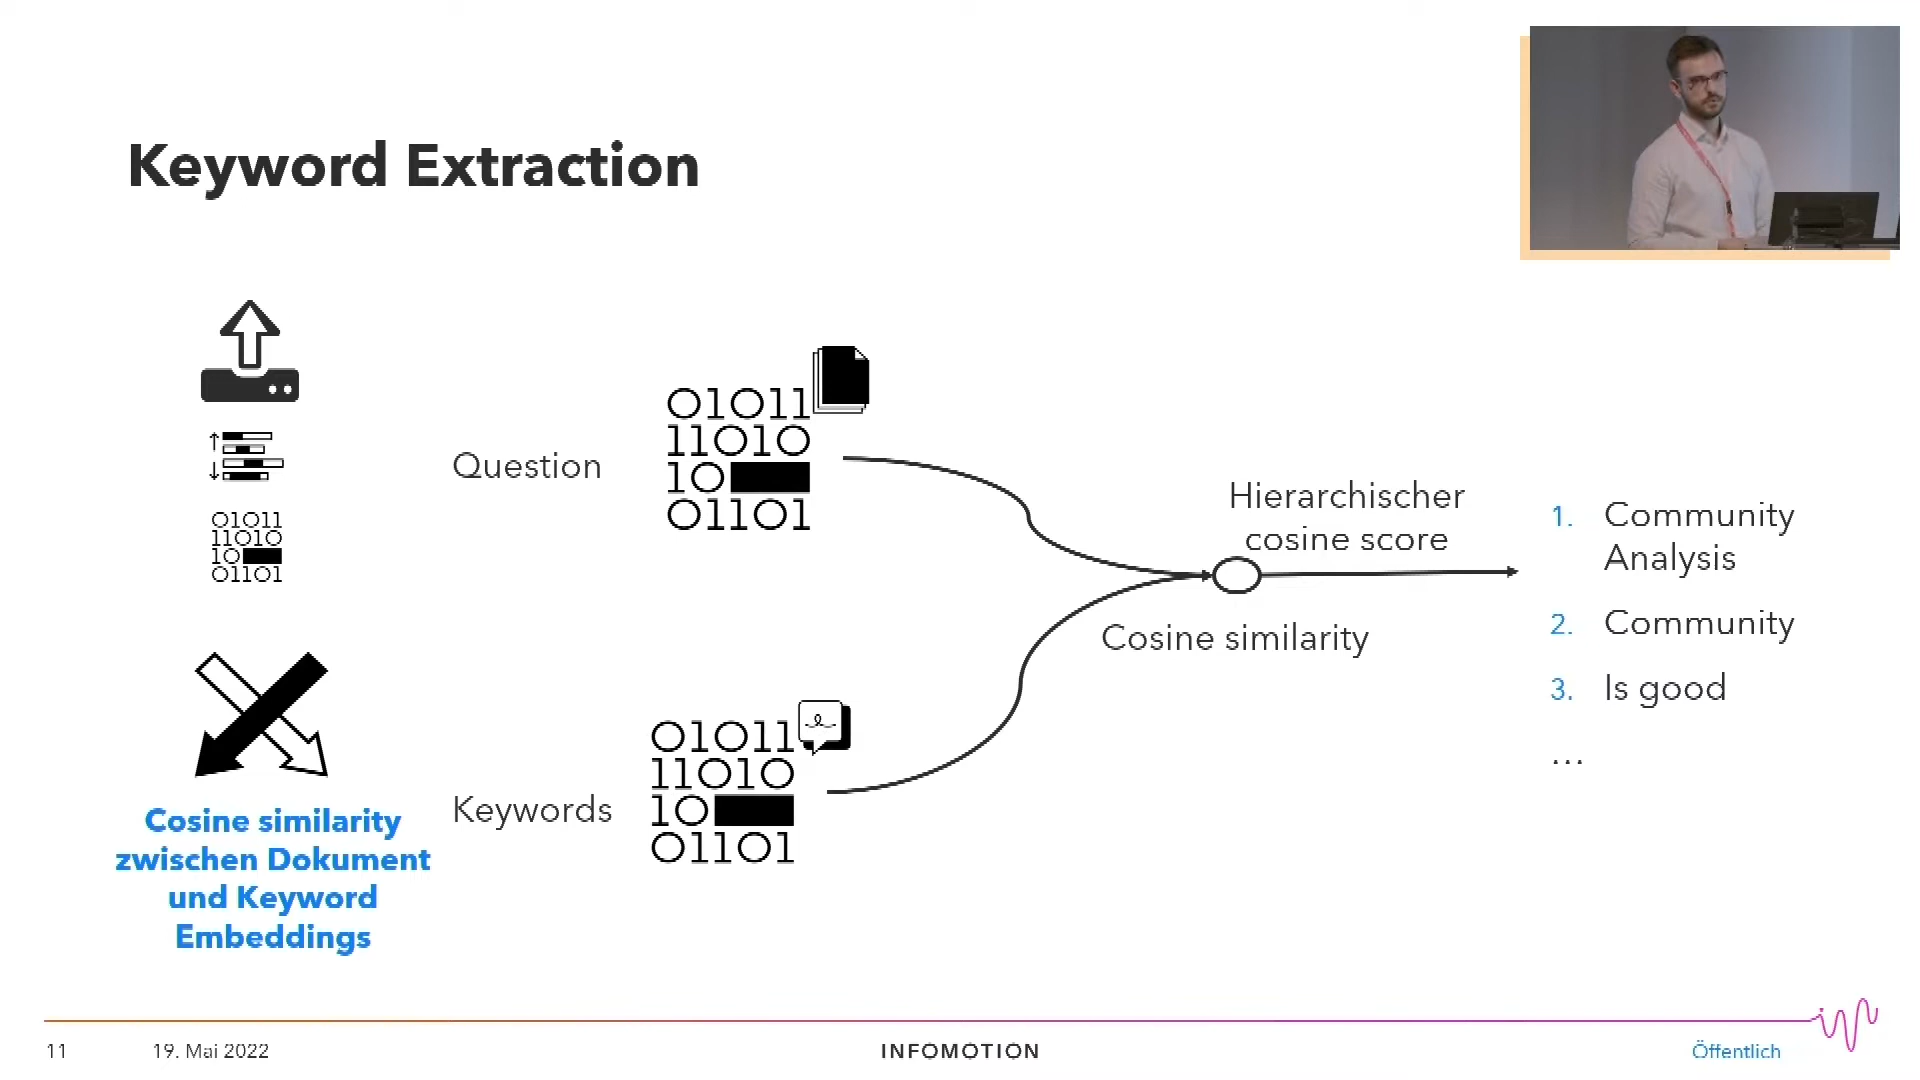 Keyword Extraction
01011
11010
10
01101
Cosine similarity
zwischen Dokument
und Keyword
Embeddings
Question
01011
11010
10
01101
Keywords
01011
11010
10
01101
Hierarchischer
cosine score
Cosine similarity
1. Community
Analysis
2. Community
3. Is good
...
11
19. Mai 2022
INFOMOTION
Öffentlich